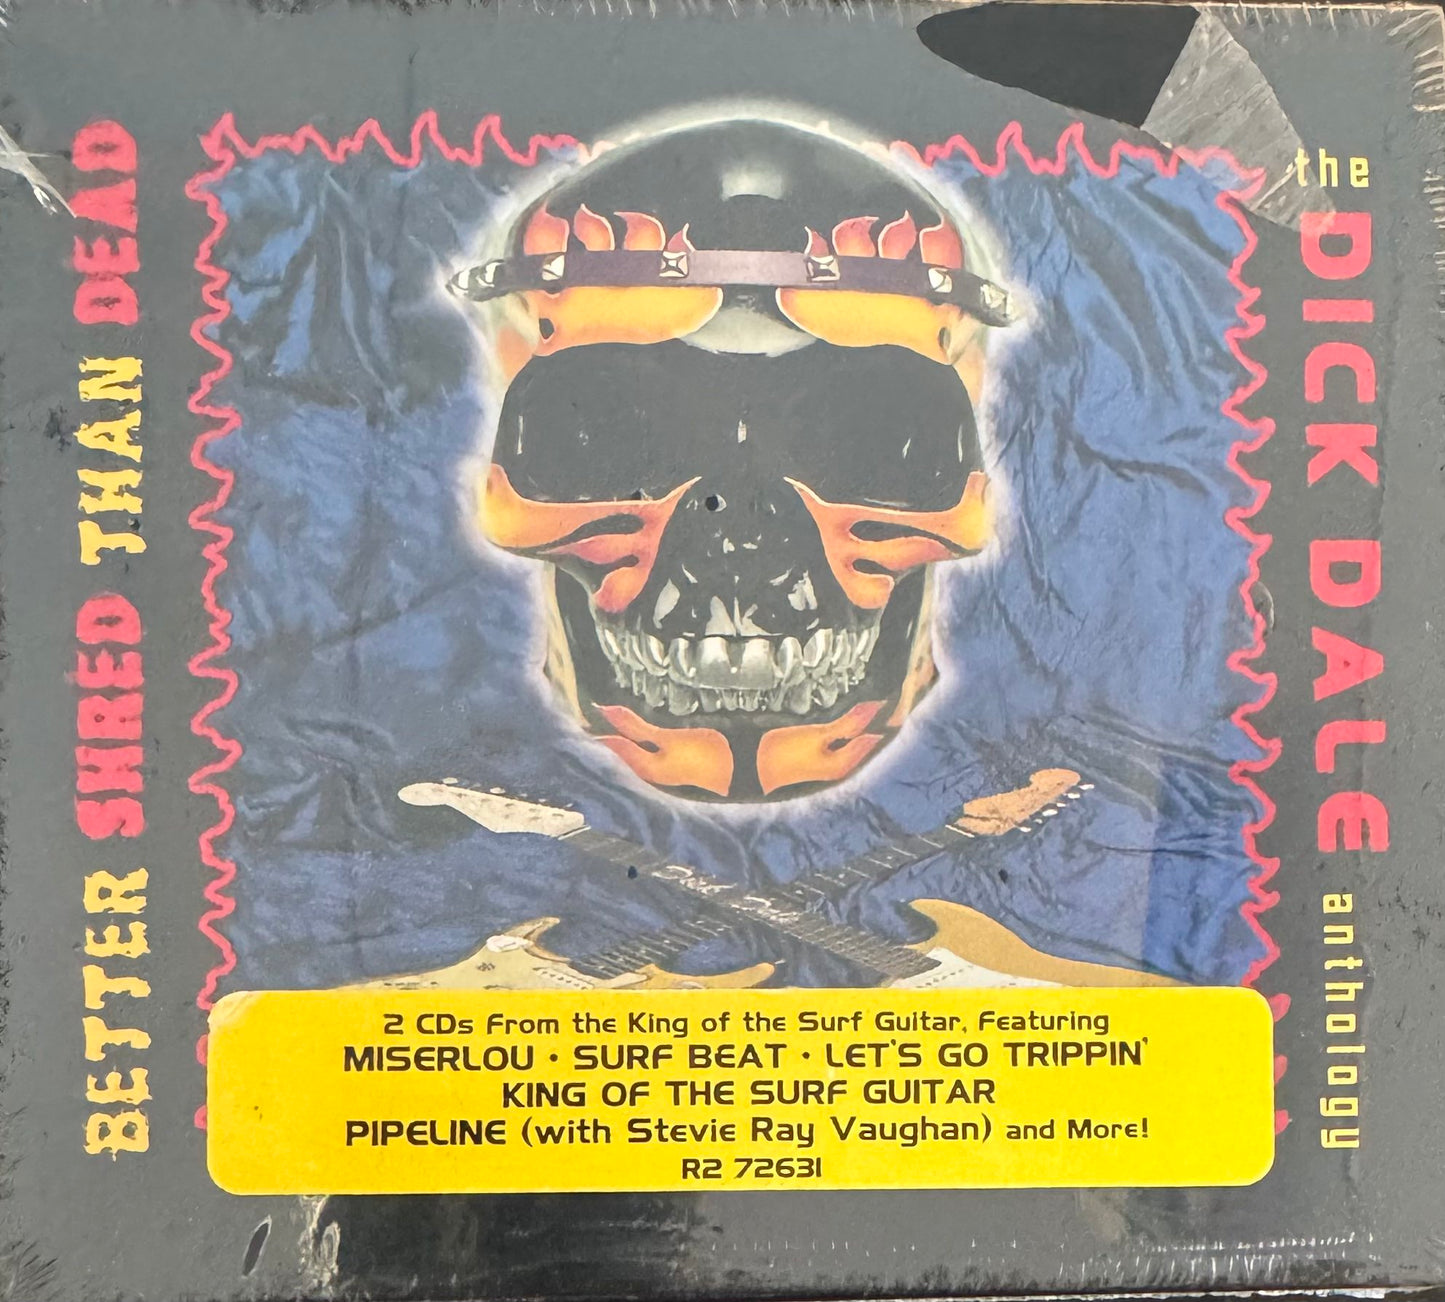 BETTER SHRED THAN DEAD
the DICK DALE anthology
Dick Dale
2 CDs From the King of the Surf Guitar, Featuring
MISERLOU • SURF BEAT • LET'S GO TRIPPIN'
KING OF THE SURF GUITAR
PIPELINE (with Stevie Ray Vaughan) and More!
R2 72631